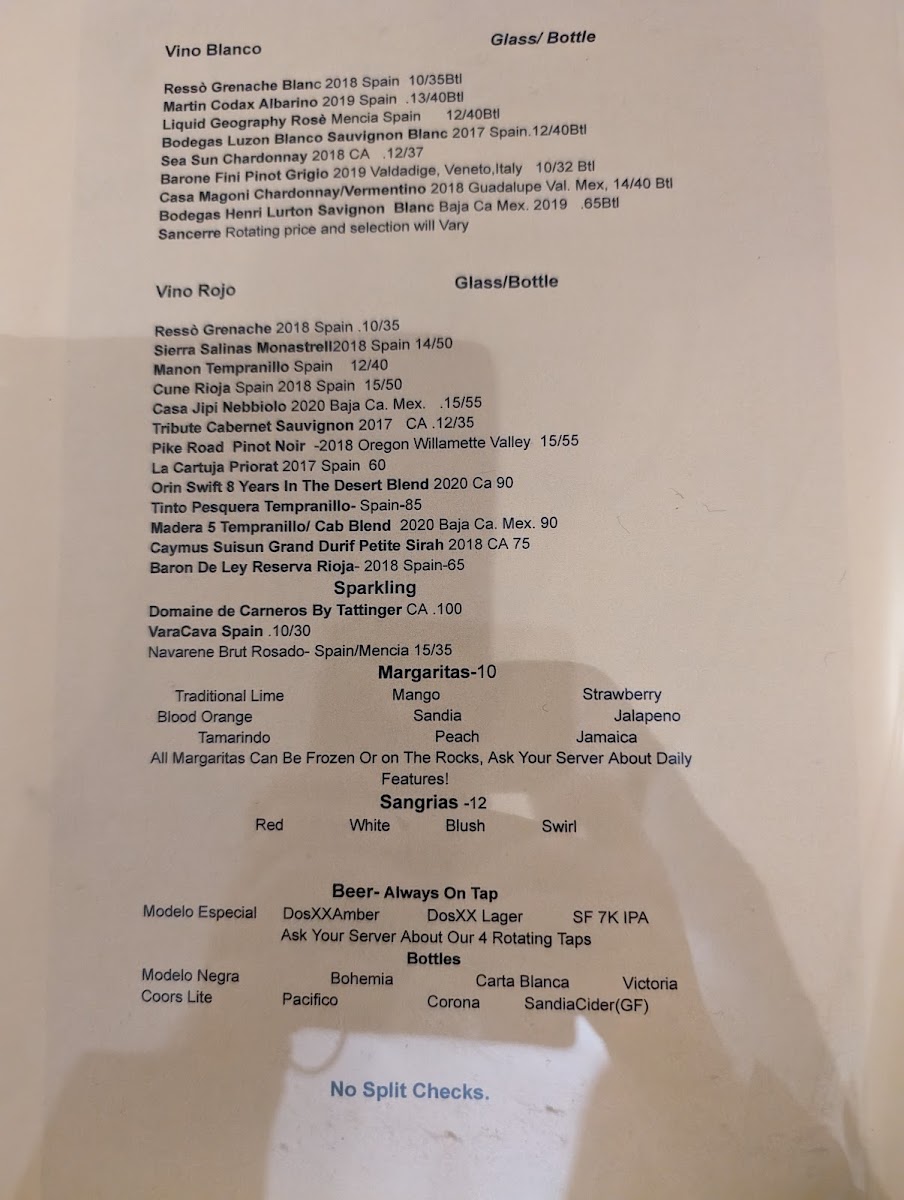 Vino Blanco Glass/ Bottle
Ressò Grenache Blanc 2018 Spain 10/35Btl
Martin Codax Albarino 2019 Spain .13/40Btl
Liquid Geography Rosè Mencia Spain 12/40Btl
Bodegas Luzon Blanco Sauvignon Blanc 2017 Spain.12/40Btl
Sea Sun Chardonnay 2018 CA .12/37
Barone Fini Pinot Grigio 2019 Valdadige, Veneto,Italy 10/32 Btl
Casa Magoni Chardonnay/Vermentino 2018 Guadalupe Val. Mex, 14/40 Btl
Bodegas Henri Lurton Savignon Blanc Baja Ca Mex. 2019 .65Btl
Sancerre Rotating price and selection will Vary
Vino Rojo Glass/Bottle
Ressò Grenache 2018 Spain .10/35
Sierra Salinas Monastrell2018 Spain 14/50
Manon Tempranillo Spain 12/40
Cune Rioja Spain 2018 Spain 15/50
Casa Jipi Nebbiolo 2020 Baja Ca. Mex. .15/55
Tribute Cabernet Sauvignon 2017 CA .12/35
Pike Road Pinot Noir -2018 Oregon Willamette Valley 15/55
La Cartuja Priorat 2017 Spain 60
Orin Swift 8 Years In The Desert Blend 2020 Ca 90
Tinto Pesquera Tempranillo- Spain-85
Madera 5 Tempranillo/ Cab Blend 2020 Baja Ca. Mex. 90
Caymus Suisun Grand Durif Petite Sirah 2018 CA 75
Baron De Ley Reserva Rioja- 2018 Spain-65
Sparkling
Domaine de Carneros By Tattinger CA .100
VaraCava Spain .10/30
Navarene Brut Rosado- Spain/Mencia 15/35
Margaritas-10
Traditional Lime Mango Strawberry
Blood Orange Sandia Jalapeno
Tamarindo Peach Jamaica
All Margaritas Can Be Frozen Or on The Rocks, Ask Your Server About Daily
Features!
Sangrias -12
Red White Blush Swirl
Beer- Always On Tap
Modelo Especial DosXXAmber DosXX Lager SF 7K IPA
Ask Your Server About Our 4 Rotating Taps
Bottles
Modelo Negra Bohemia Carta Blanca Victoria
Coors Lite Pacifico Corona SandiaCider(GF)
No Split Checks.